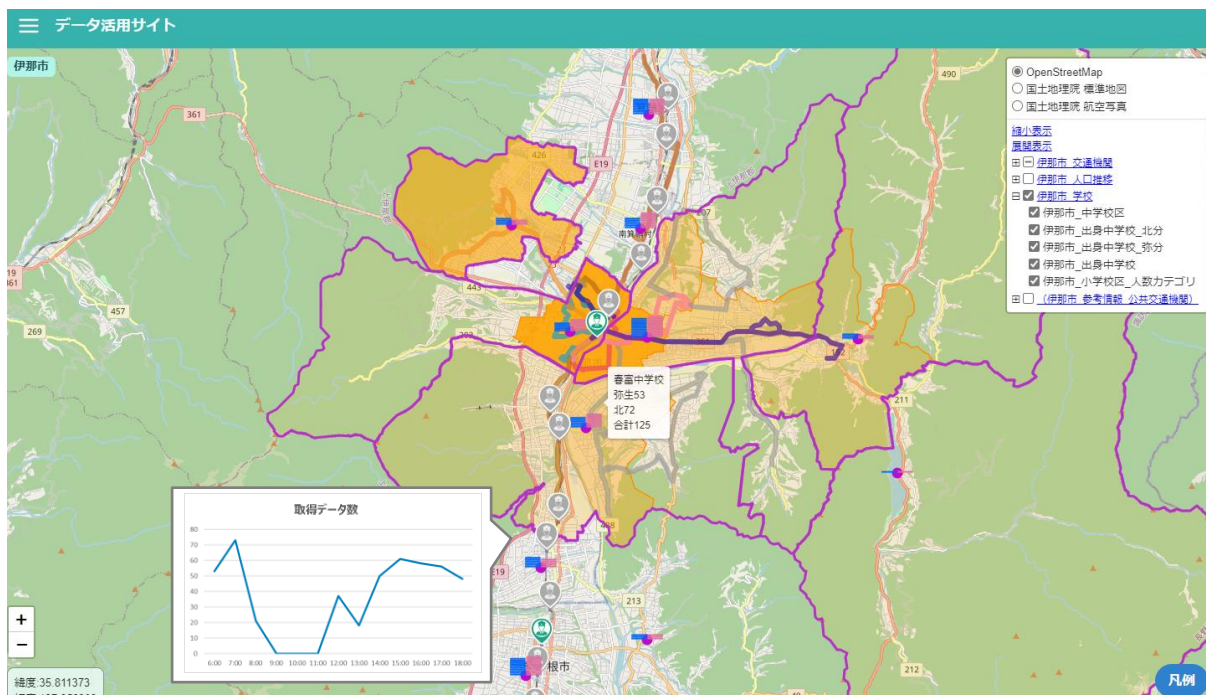 データ活用サイト
伊那市
OpenStreetMap
国土地理院 標準地図
国土地理院 航空写真
縮小表示
展開表示
伊那市_交通機関
伊那市_人口推移
伊那市_学校
伊那市_中学校区
伊那市_出身中学校_北分
伊那市_出身中学校_弥分
伊那市_出身中学校
伊那市_小学校区_人数カテゴリ
(伊那市_参考情報_公共交通機関)
490
361
426
E19
207
南箕輪村
19
361
443
457
269
202
211
春富中学校
弥生53
北72
合計125
取得データ数
80
70
60
50
40
30
20
10
0
6:00 7:00 8:00 9:00 10:00 11:00 12:00 13:00 14:00 15:00 16:00 17:00 18:00
E19
213
212
根市
49
+
−
緯度:35.811373
凡例